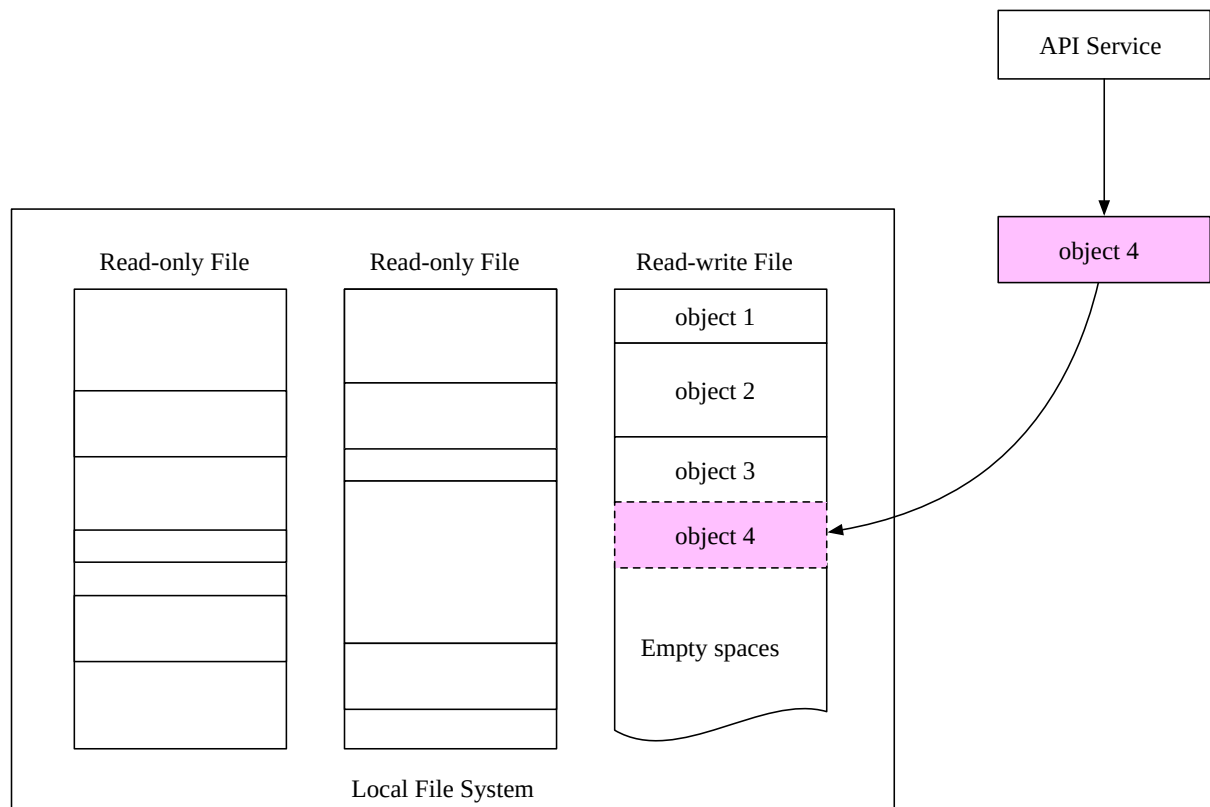 API Service
object 4
Read-only File
Read-only File
Read-write File
object 1
object 2
object 3
object 4
Empty spaces
Local File System